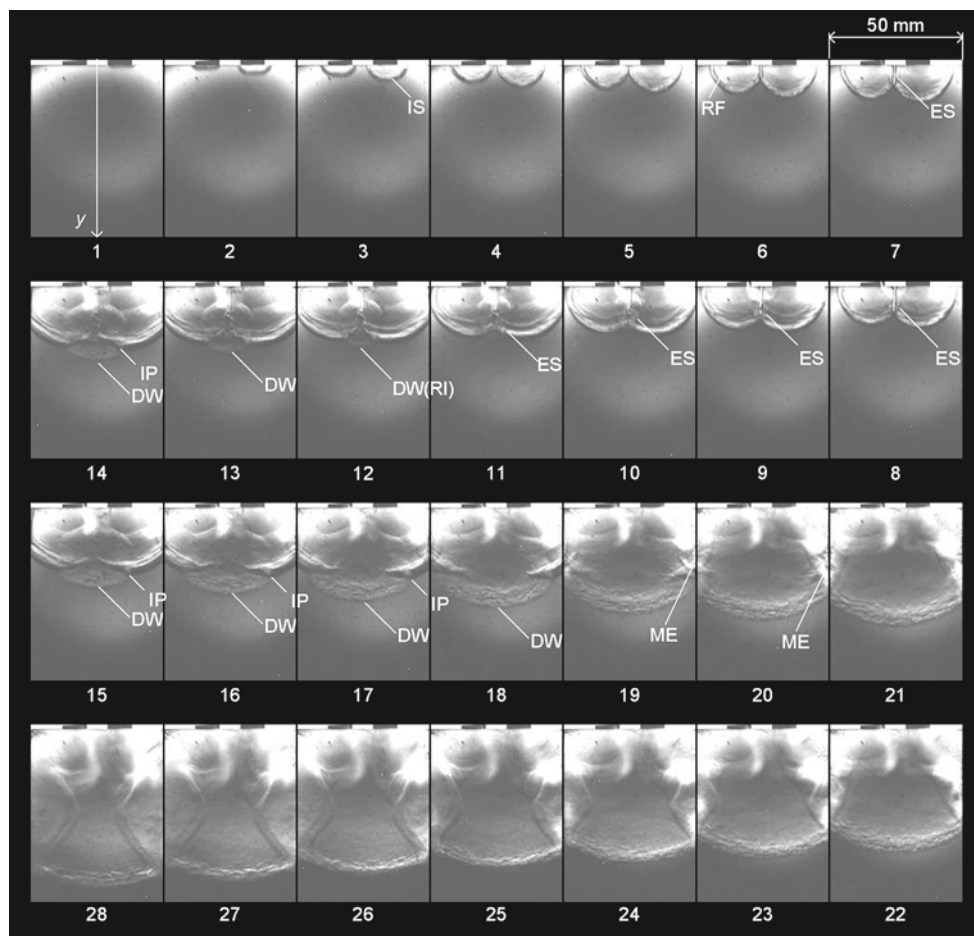 50 mm
IS
RF
ES
y
1 2 3 4 5 6 7
IP
DW
DW
DW(RI)
ES
ES
ES
ES
14 13 12 11 10 9 8
IP
DW
IP
DW
IP
DW
DW
ME
ME
15 16 17 18 19 20 21
28 27 26 25 24 23 22